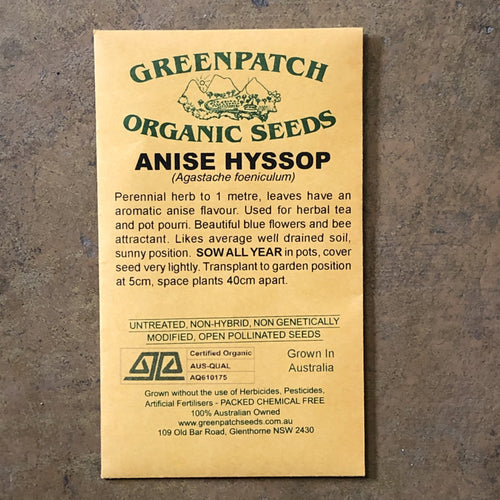 GREENPATCH
ORGANIC SEEDS
ANISE HYSSOP
(Agastache foeniculum)
Perennial herb to 1 metre, leaves have an
aromatic anise flavour. Used for herbal tea
and pot pourri. Beautiful blue flowers and bee
attractant. Likes average well drained soil,
sunny position. SOW ALL YEAR in pots, cover
seed very lightly. Transplant to garden position
at 5cm, space plants 40cm apart.
UNTREATED, NON-HYBRID, NON GENETICALLY
MODIFIED, OPEN POLLINATED SEEDS
Certified Organic
AUS-QUAL
AQ610175
Grown In
Australia
Grown without the use of Herbicides, Pesticides,
Artificial Fertilisers - PACKED CHEMICAL FREE
100% Australian Owned
www.greenpatchseeds.com.au
109 Old Bar Road, Glenthorne NSW 2430